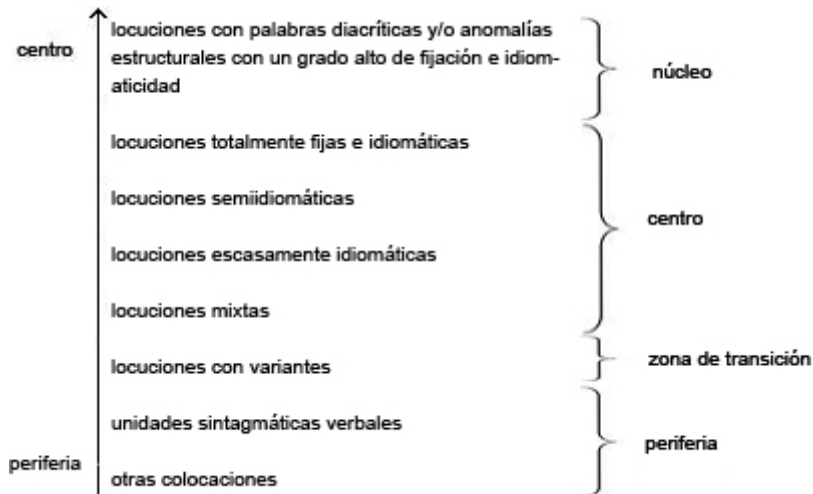 centro
locuciones con palabras diacríticas y/o anomalías
estructurales con un grado alto de fijación e idiom-
aticidad
núcleo
locuciones totalmente fijas e idiomáticas
locuciones semiidiomáticas
centro
locuciones escasamente idiomáticas
locuciones mixtas
locuciones con variantes
zona de transición
unidades sintagmáticas verbales
periferia
periferia
otras colocaciones